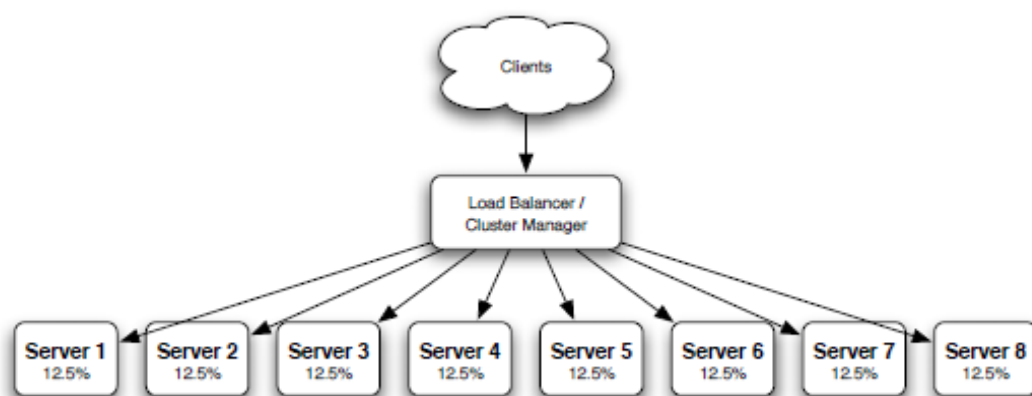 Clients
Load Balancer /
Cluster Manager
Server 1
12.5%
Server 2
12.5%
Server 3
12.5%
Server 4
12.5%
Server 5
12.5%
Server 6
12.5%
Server 7
12.5%
Server 8
12.5%